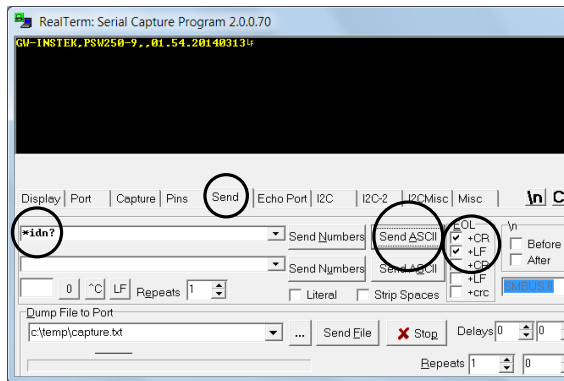 RealTerm: Serial Capture Program 2.0.0.70
GW-INSTEK,PSW250-9,,01.54.20140313LF
Display Port Capture Pins Send Echo Port I2C I2C-2 I2CMisc Misc \n
*idn? Send Numbers Send ASCII EOL +CR +LF \n Before After
Send Numbers Send ASCII +CR +LF +crc SMBUS 8
0 ^C LF Repeats 1 Literal Strip Spaces
Dump File to Port
c:\temp\capture.txt ... Send File Stop Delays 0 0
Repeats 1 0